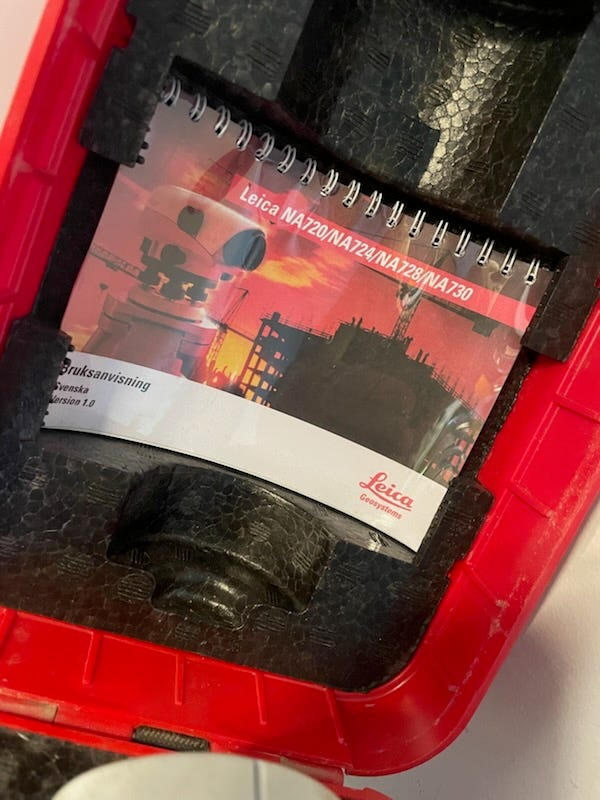 Leica NA720/NA724/NA728/NA730
Bruksanvisning
Svenska
Version 1.0
Leica
Geosystems